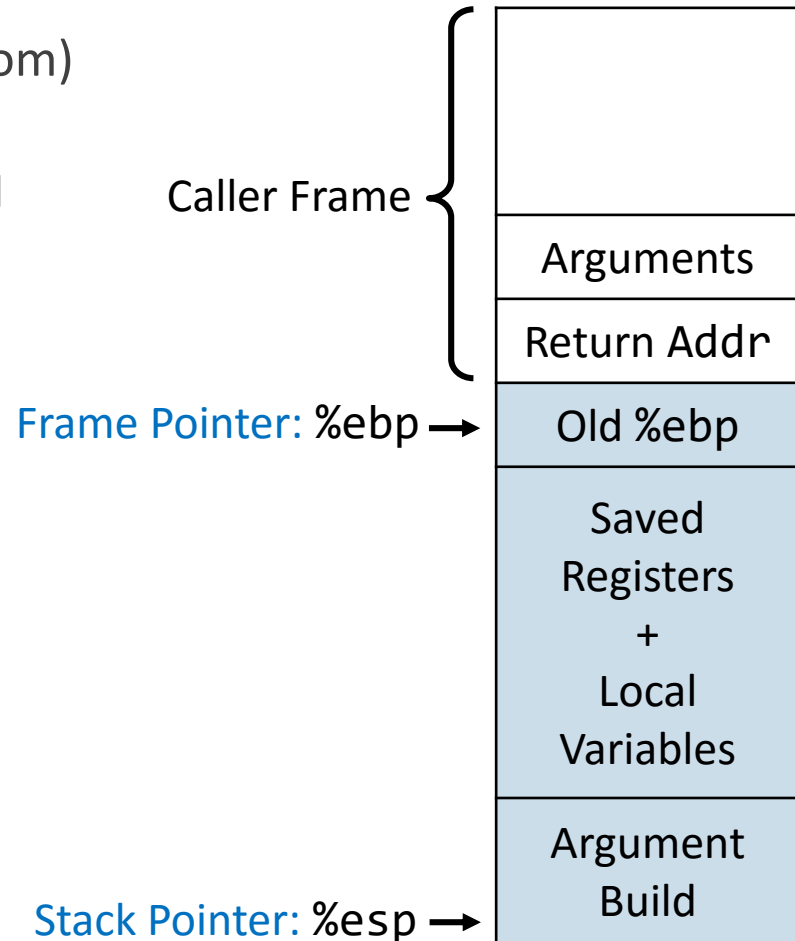 om)
Caller Frame
Arguments
Return Addr
Frame Pointer: %ebp
Old %ebp
Saved
Registers
+
Local
Variables
Argument
Build
Stack Pointer: %esp